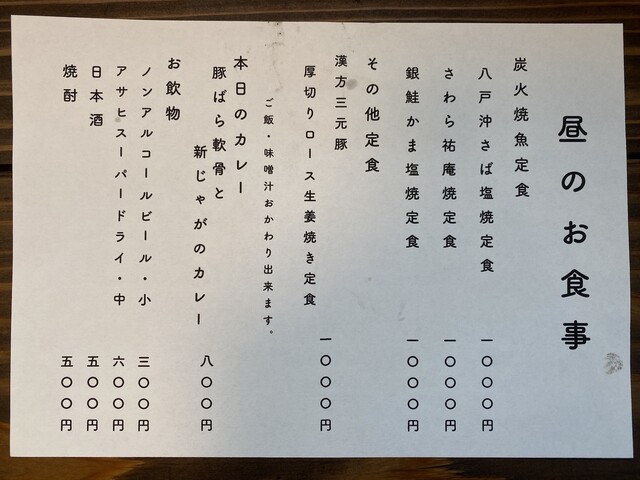 昼のお食事
炭火焼魚定食
八戸沖さば塩焼定食 一〇〇〇円
さわら祐庵焼定食 一〇〇〇円
銀鮭かま塩焼定食 一〇〇〇円
その他定食
漢方三元豚
厚切りロース生姜焼き定食 一〇〇〇円
ご飯・味噌汁おかわり出来ます。
本日のカレー
豚ばら軟骨と
新じゃがのカレー 八〇〇円
お飲物
ノンアルコールビール・小 三〇〇円
アサヒスーパードライ・中 六〇〇円
日本酒 五〇〇円
焼酎 五〇〇円